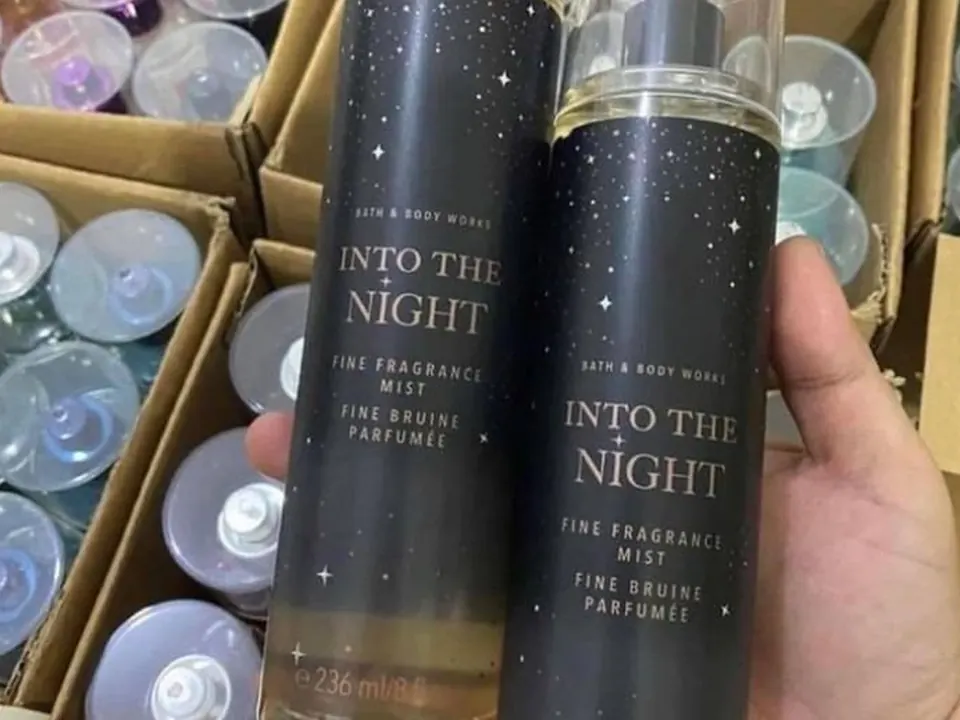 BATH & BODY WORKS
INTO THE
NIGHT
FINE FRAGRANCE
MIST
FINE BRUINE
PARFUMÉE
℮ 236 ml/8 fl
BATH & BODY WORKS
INTO THE
NIGHT
FINE FRAGRANCE
MIST
FINE BRUINE
PARFUMÉE